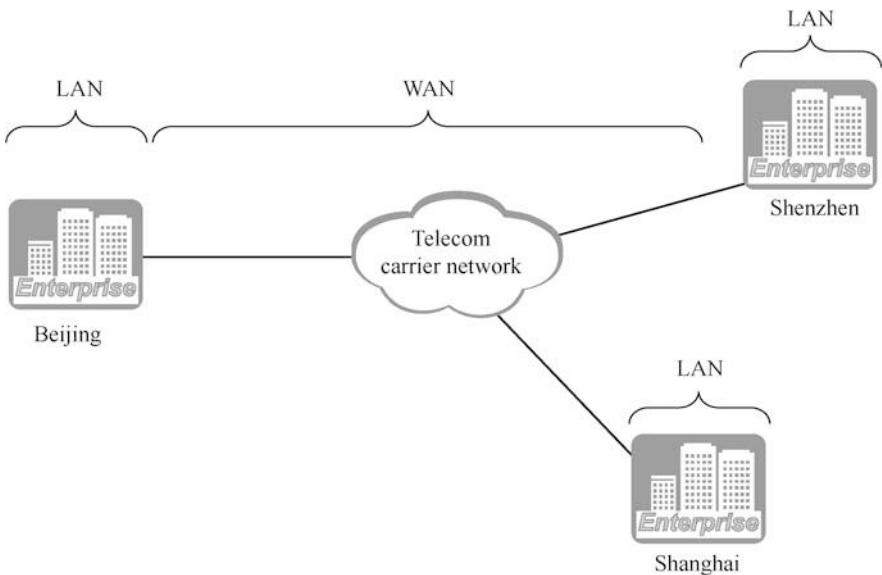 LAN
LAN
WAN
Enterprise
Shenzhen
Telecom
carrier network
Enterprise
Beijing
LAN
Enterprise
Shanghai